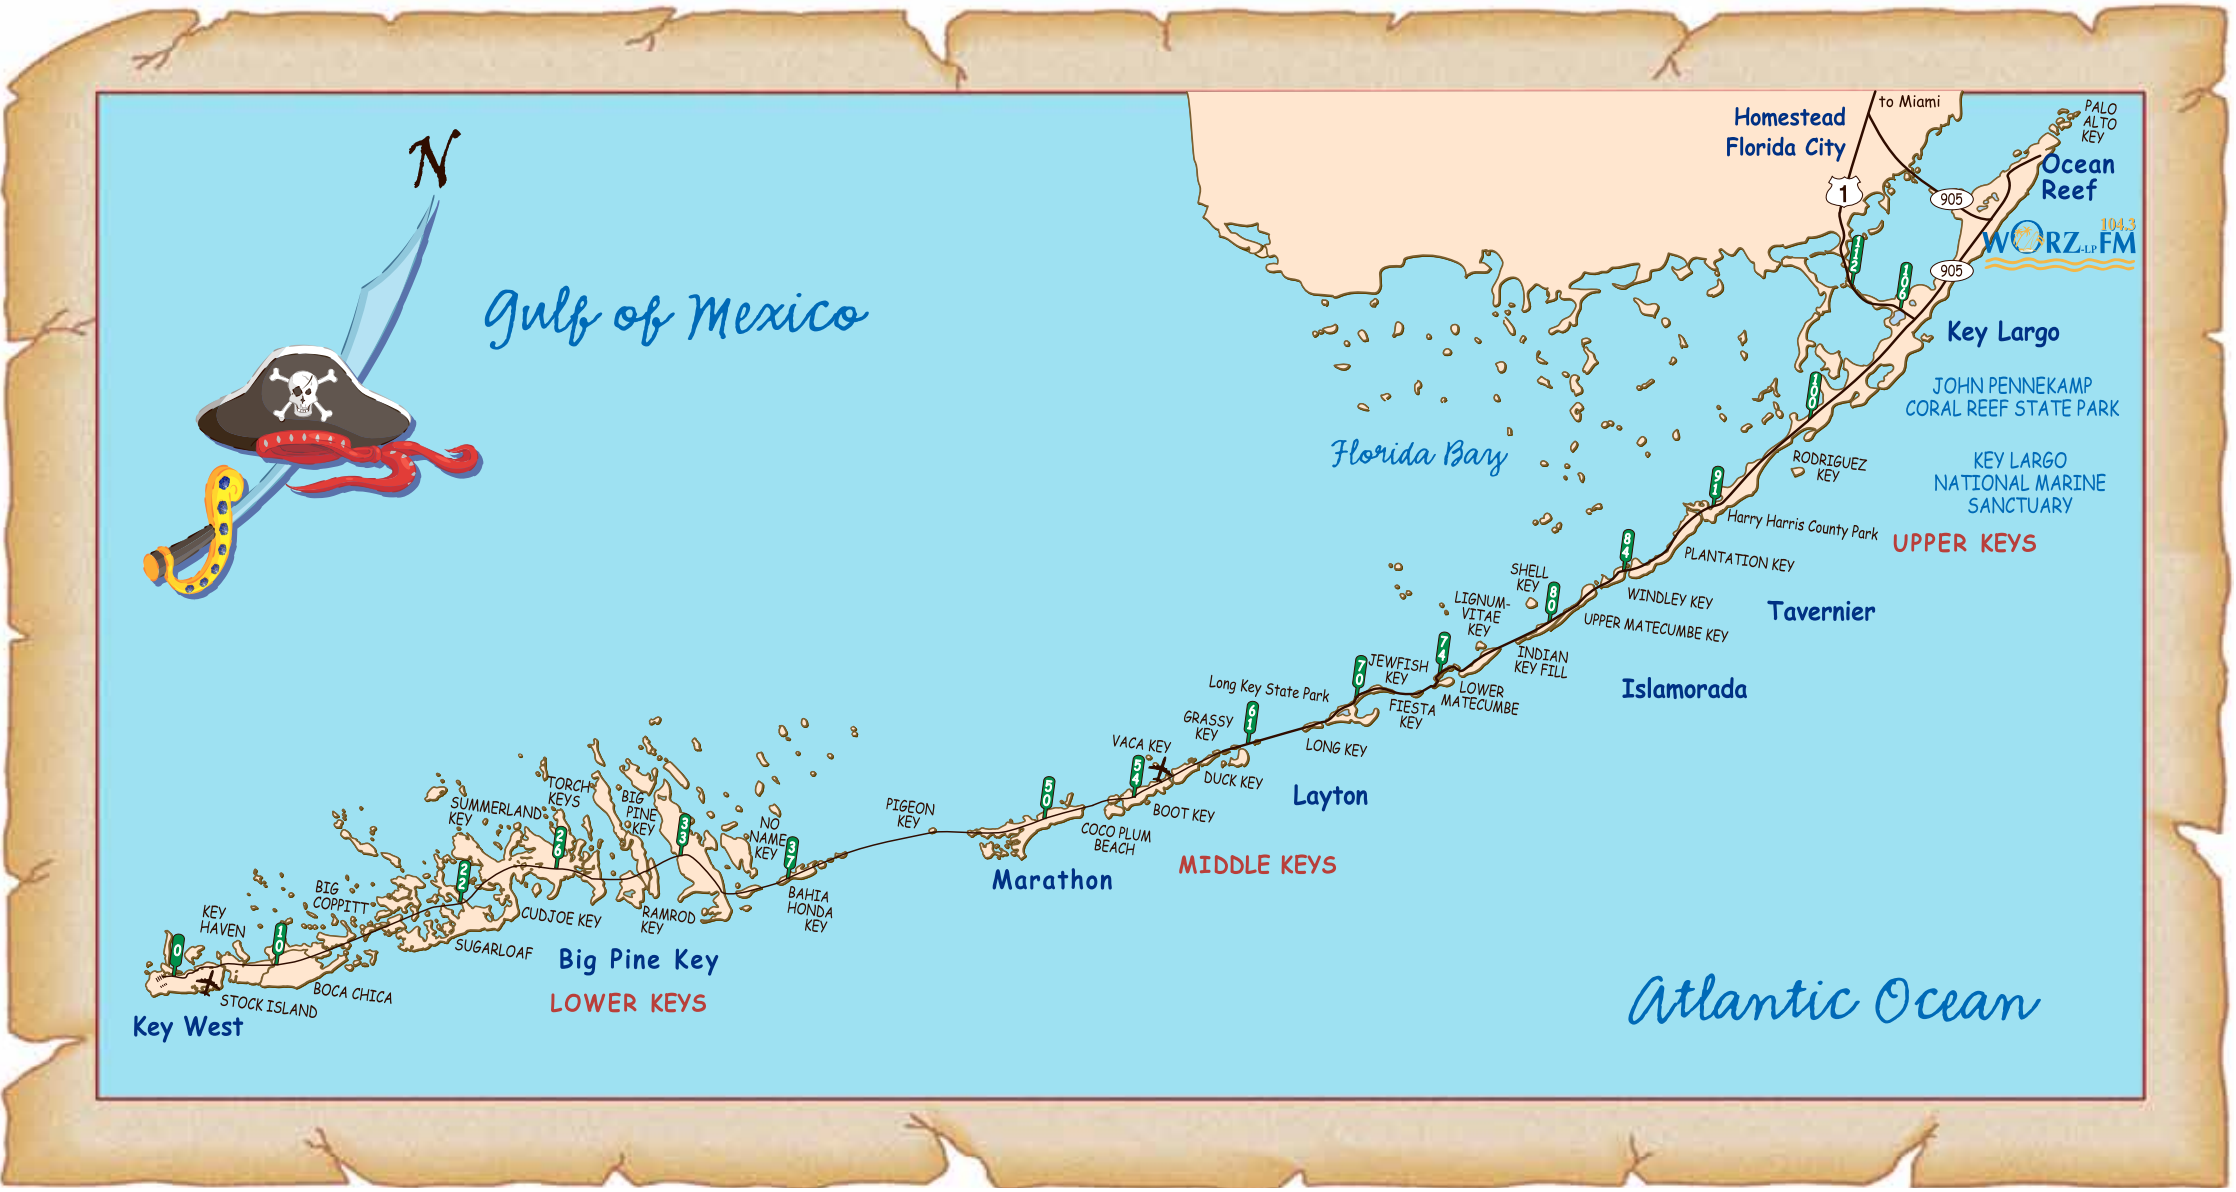 N
Gulf of Mexico
Homestead
Florida City
to Miami
1
905
905
PALO
ALTO
KEY
Ocean
Reef
104.3
WORZ-LP FM
112
106
Key Largo
JOHN PENNEKAMP
CORAL REEF STATE PARK
100
Florida Bay
RODRIGUEZ
KEY
KEY LARGO
NATIONAL MARINE
SANCTUARY
91
Harry Harris County Park
UPPER KEYS
84
PLANTATION KEY
SHELL
KEY
80
WINDLEY KEY
Tavernier
LIGNUM-
VITAE
KEY
UPPER MATECUMBE KEY
74
INDIAN
KEY FILL
Islamorada
70
JEWFISH
KEY
LOWER
MATECUMBE
Long Key State Park
FIESTA
KEY
61
GRASSY
KEY
LONG KEY
VACA KEY
54
DUCK KEY
Layton
50
BOOT KEY
COCO PLUM
BEACH
MIDDLE KEYS
Marathon
PIGEON
KEY
TORCH
KEYS
BIG
PINE
KEY
SUMMERLAND
KEY
26
33
NO
NAME
KEY
37
22
BAHIA
HONDA
KEY
BIG
COPPITT
CUDJOE KEY
RAMROD
KEY
KEY
HAVEN
10
0
SUGARLOAF
Big Pine Key
LOWER KEYS
BOCA CHICA
STOCK ISLAND
Key West
Atlantic Ocean